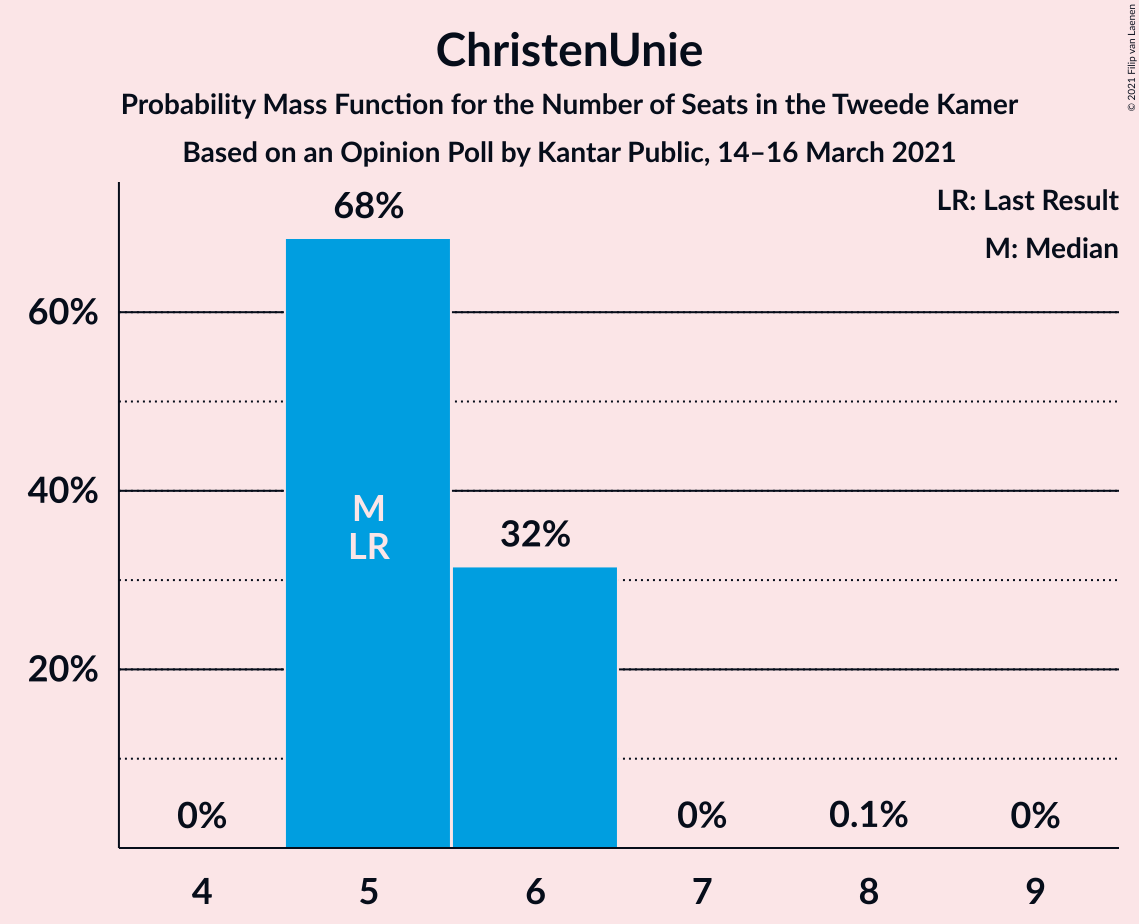 ChristenUnie
Probability Mass Function for the Number of Seats in the Tweede Kamer
Based on an Opinion Poll by Kantar Public, 14–16 March 2021
© 2021 Filip van Laenen
LR: Last Result
M: Median
68%
60%
40%
20%
M
LR
32%
0%
0%
0.1%
0%
4 5 6 7 8 9